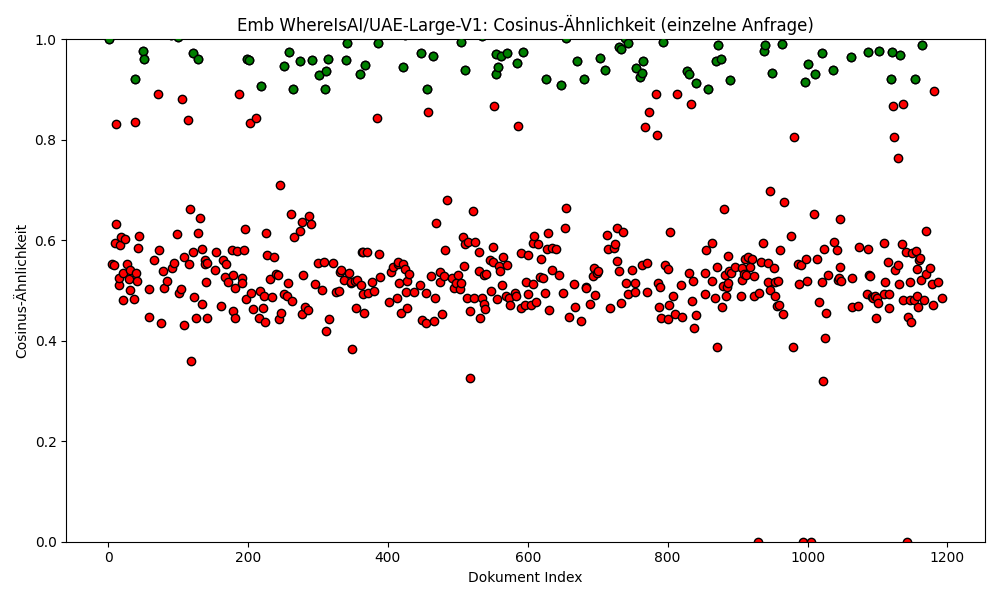 Emb WhereIsAI/UAE-Large-V1: Cosinus-Ähnlichkeit (einzelne Anfrage)
Cosinus-Ähnlichkeit
1.0
0.8
0.6
0.4
0.2
0.0
0 200 400 600 800 1000 1200
Dokument Index